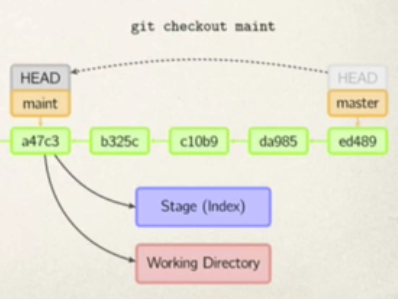 git checkout maint
HEAD
HEAD
maint
master
a47c3
b325c
c10b9
da985
ed489
Stage (Index)
Working Directory